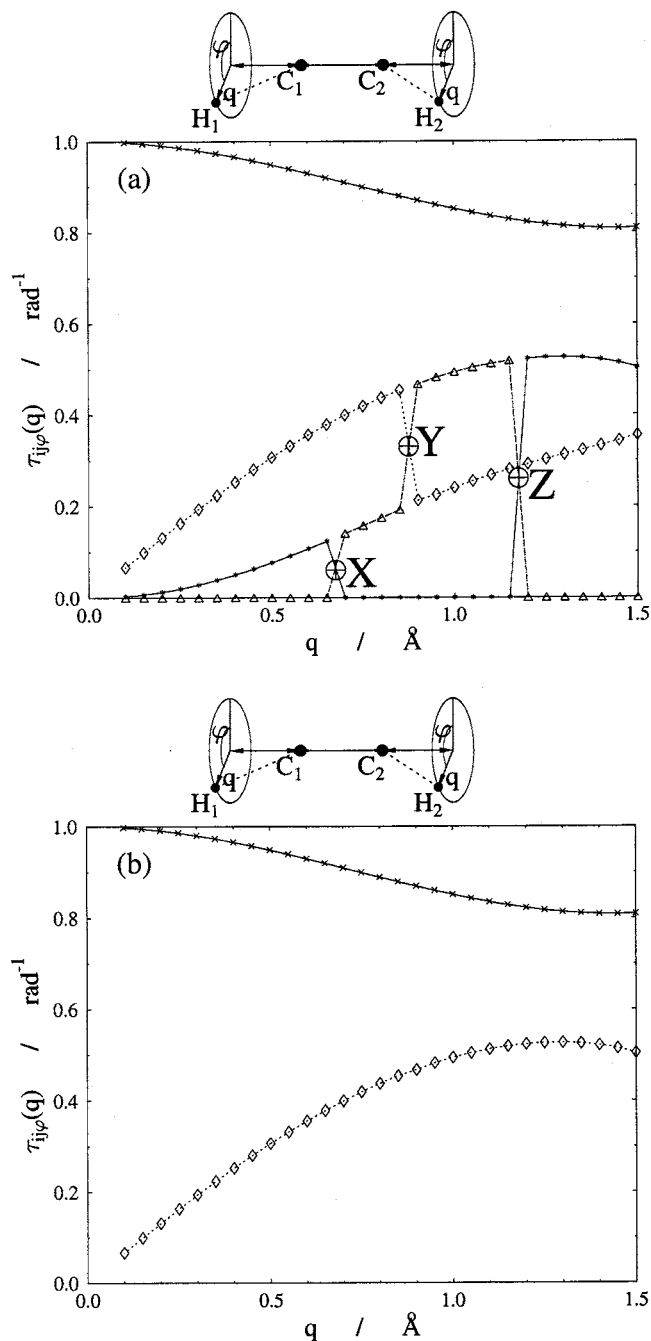 φ φ
q C₁ C₂ q
H₁ H₂
1.0
(a)
0.8
τijφ(q) / rad⁻¹
0.6
0.4
Y
0.2
Z
X
0.0
0.0 0.5 1.0 1.5
q / Å
φ φ
q C₁ C₂ q
H₁ H₂
1.0
(b)
0.8
τijφ(q) / rad⁻¹
0.6
0.4
0.2
0.0
0.0 0.5 1.0 1.5
q / Å